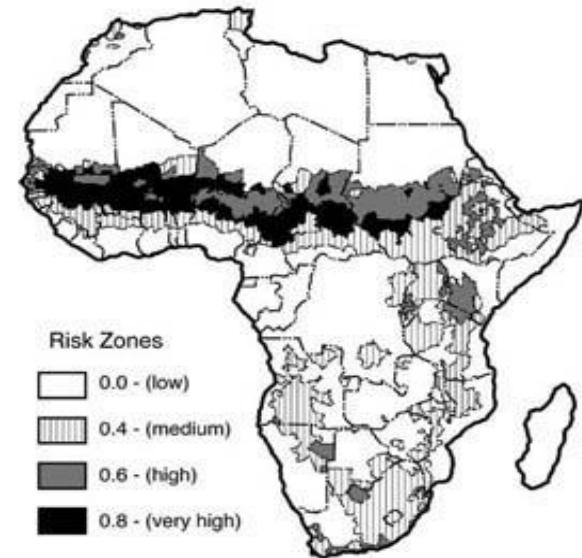 Risk Zones
0.0 - (low)
0.4 - (medium)
0.6 - (high)
0.8 - (very high)